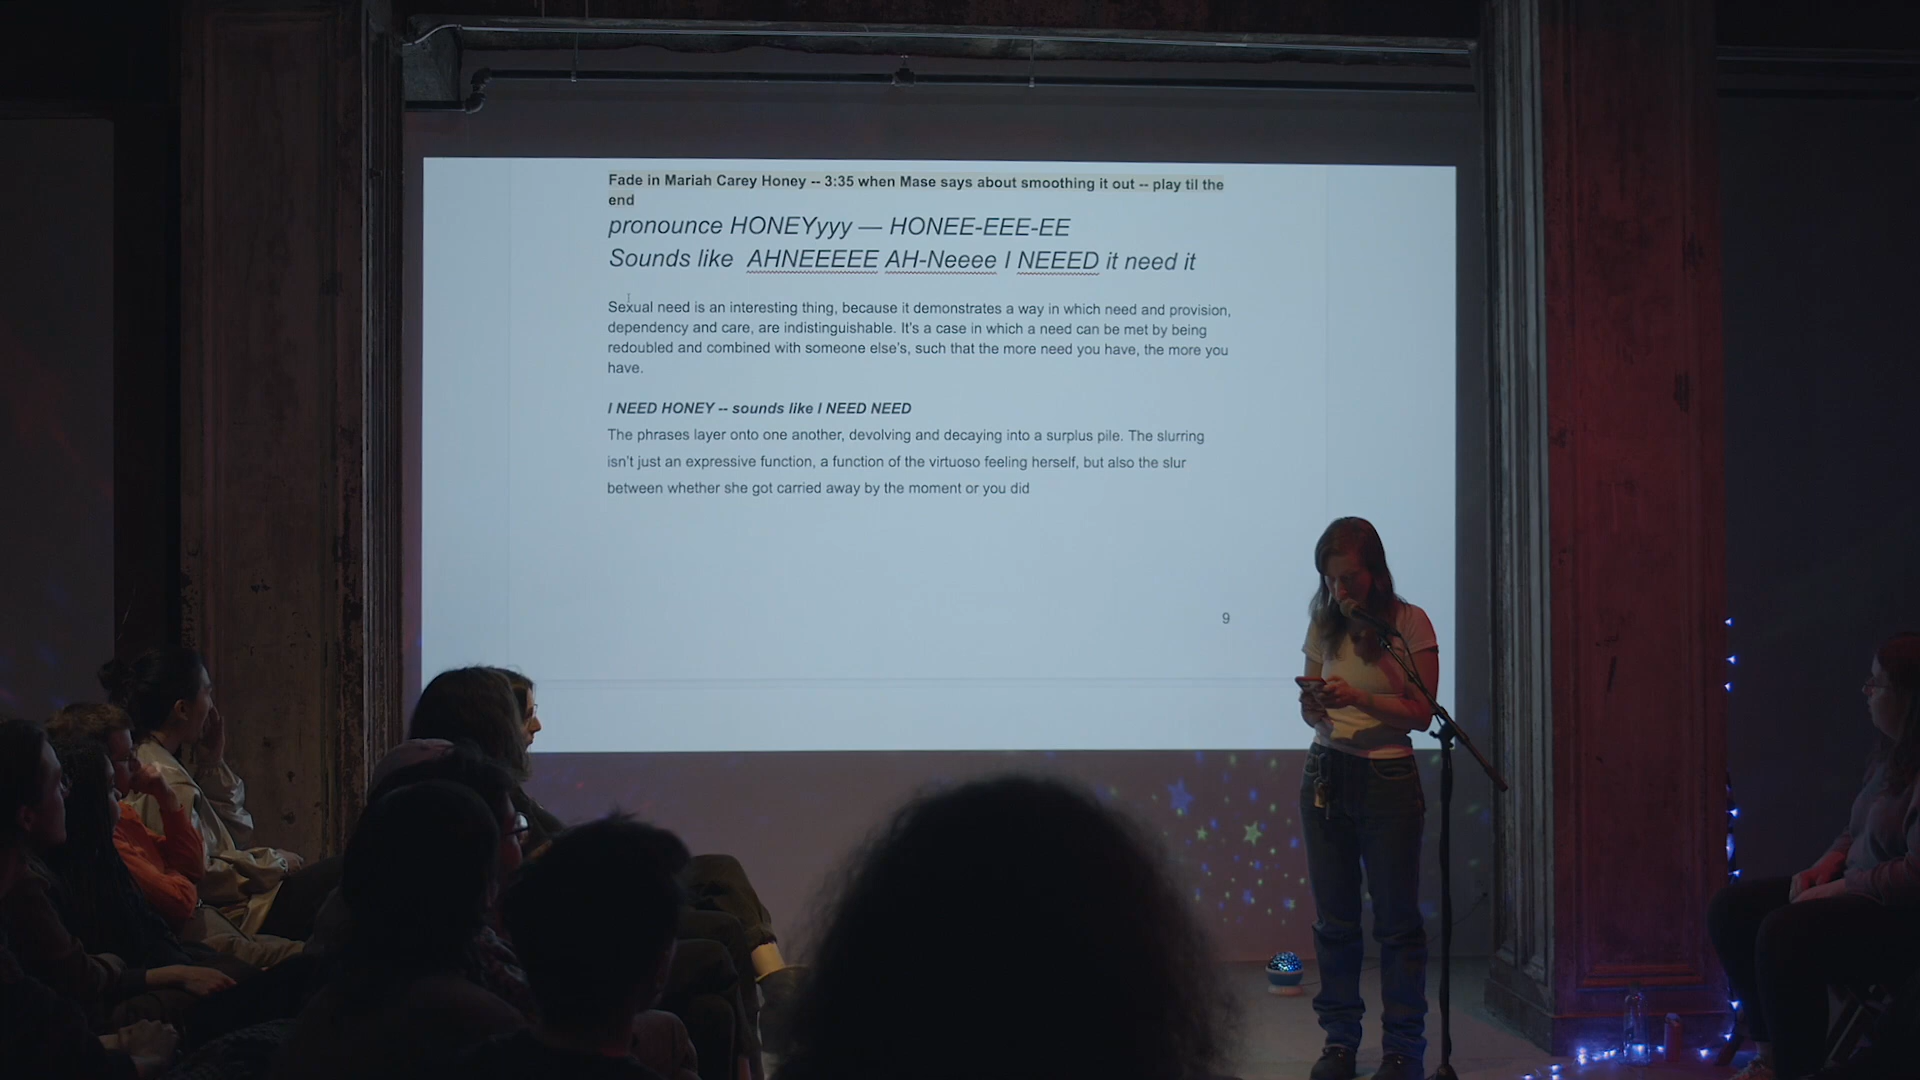 Fade in Mariah Carey Honey -- 3:35 when Mase says about smoothing it out -- play til the
end
pronounce HONEYyyy — HONEE-EEE-EE
Sounds like AHNEEEEE AH-Neeee I NEEED it need it
Sexual need is an interesting thing, because it demonstrates a way in which need and provision,
dependency and care, are indistinguishable. It's a case in which a need can be met by being
redoubled and combined with someone else's, such that the more need you have, the more you
have.
I NEED HONEY -- sounds like I NEED NEED
The phrases layer onto one another, devolving and decaying into a surplus pile. The slurring
isn't just an expressive function, a function of the virtuoso feeling herself, but also the slur
between whether she got carried away by the moment or you did
9